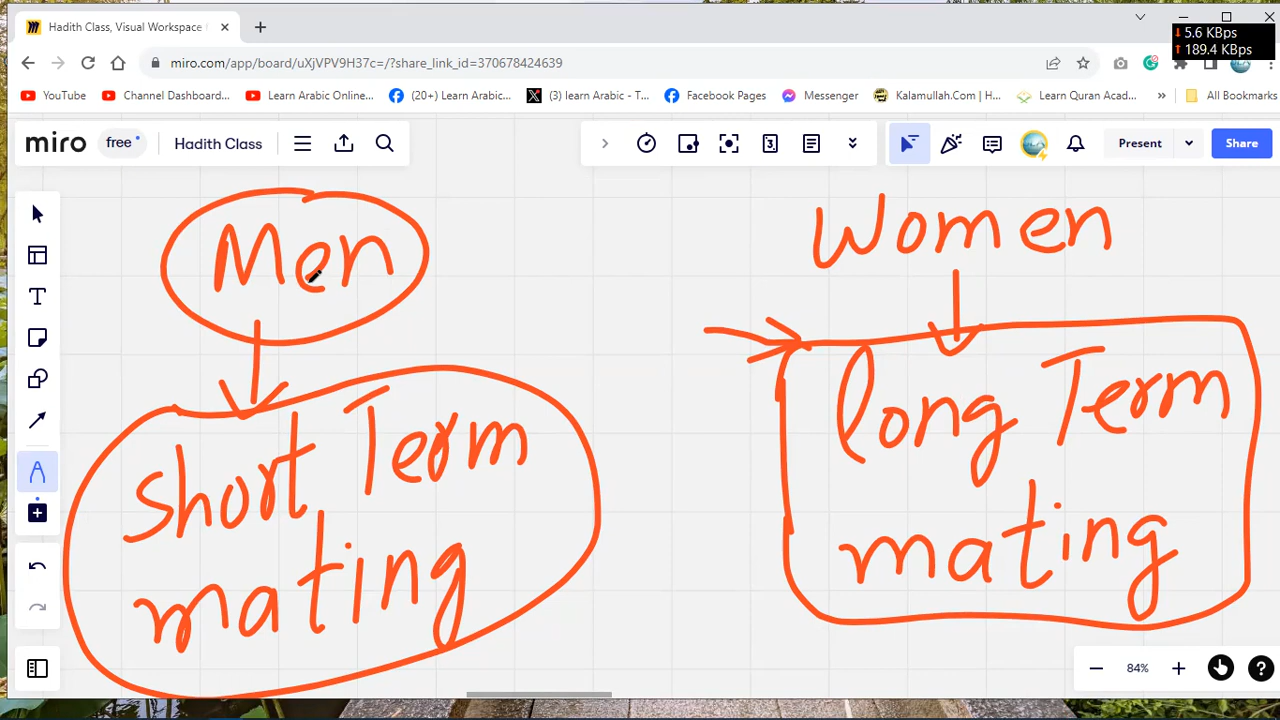 Hadith Class, Visual Workspace
5.6 KBps
189.4 KBps
miro.com/app/board/uXjVPV9H37c=/?share_link_id=370678424639
YouTube
Channel Dashboard...
Learn Arabic Online...
(20+) Learn Arabic...
(3) learn Arabic - T...
Facebook Pages
Messenger
Kalamullah.Com | H...
Learn Quran Acad...
»
All Bookmarks
miro
free
Hadith Class
3
Present
Share
Men
Women
Short Term
mating
long Term
mating
84%